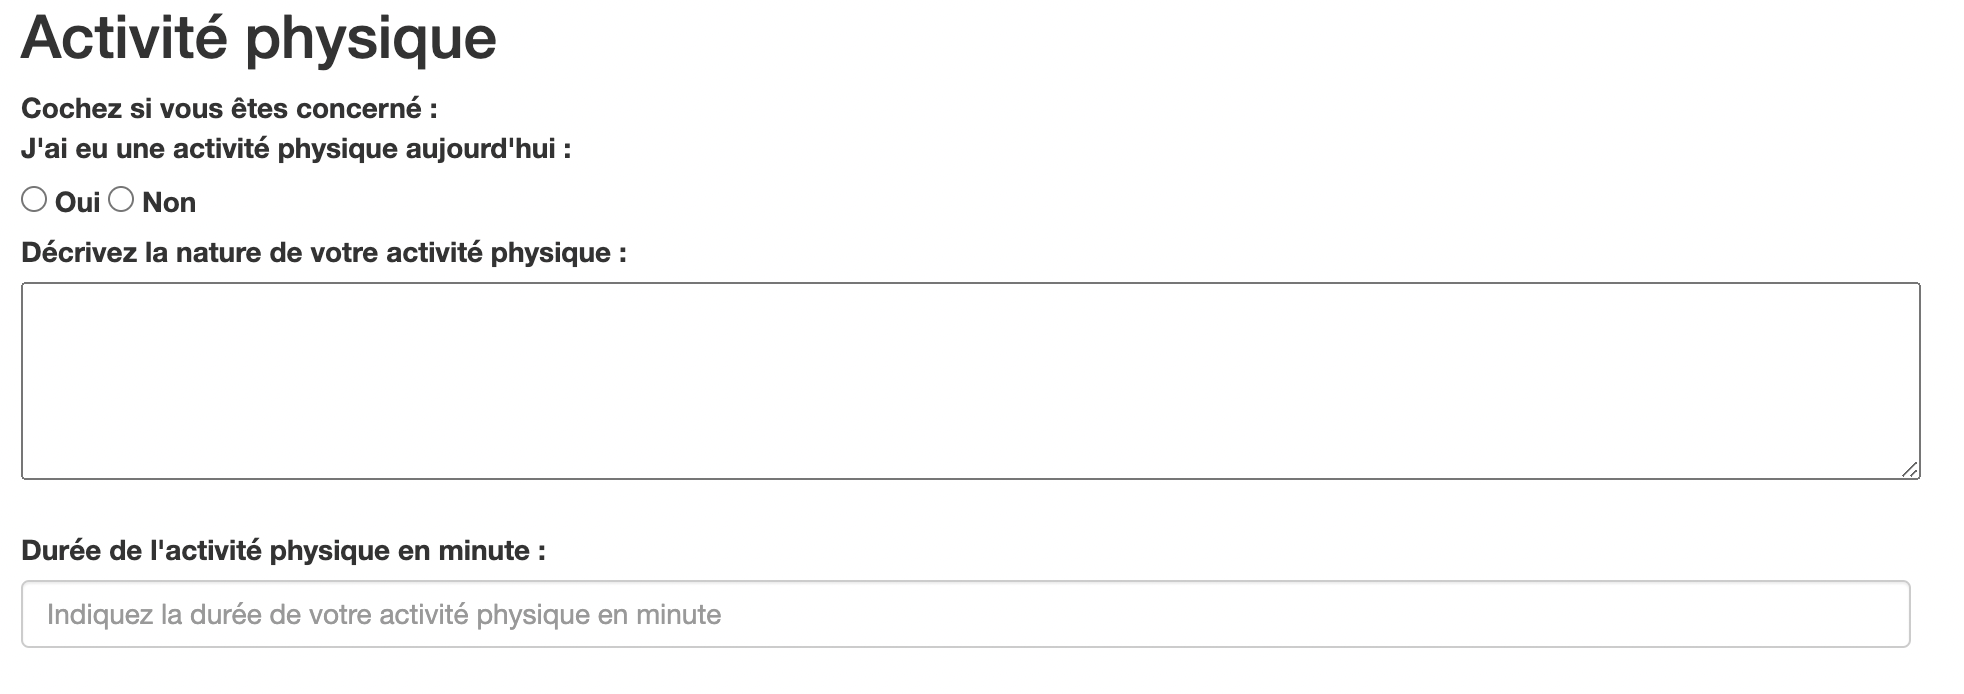 Activité physique
Cochez si vous êtes concerné :
J'ai eu une activité physique aujourd'hui :
Oui Non
Décrivez la nature de votre activité physique :
Durée de l'activité physique en minute :
Indiquez la durée de votre activité physique en minute